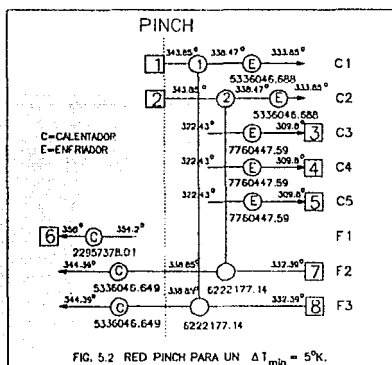 PINCH
343.85° 338.47° 333.85°
1 1 E C1
5336046.688
343.85° 338.47° 333.85°
2 2 E C2
5336046.688
C=CALENTADOR
E=ENFRIADOR
322.43° 309.8°
E 3 C3
7760447.59
322.43° 309.8°
E 4 C4
7760447.59
322.43° 309.8°
E 5 C5
7760447.59
354.2°
6 C F1
22957378.01
344.39° 338.85° 332.39°
C 7 F2
5336046.649 6222177.14
344.39° 338.85° 332.39°
C 8 F3
5336046.649 6222177.14
FIG. 5.2 RED PINCH PARA UN ΔTmin = 5°K.